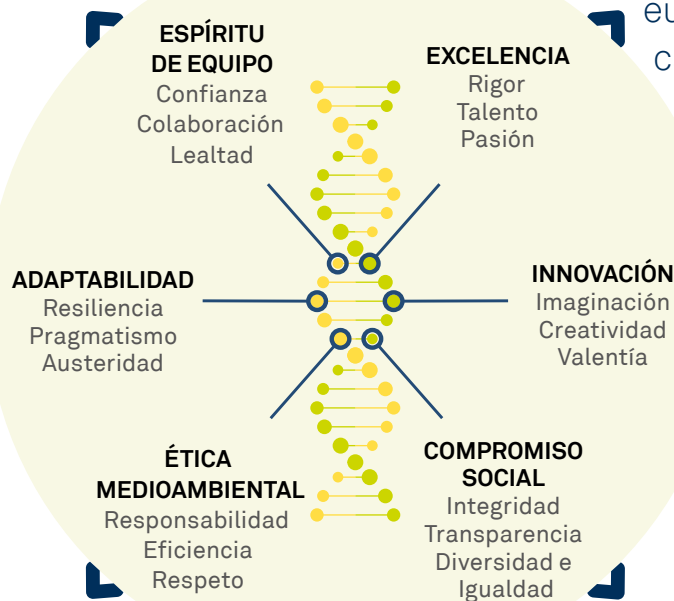 eu
c
ESPÍRITU
DE EQUIPO
Confianza
Colaboración
Lealtad
EXCELENCIA
Rigor
Talento
Pasión
ADAPTABILIDAD
Resiliencia
Pragmatismo
Austeridad
INNOVACIÓN
Imaginación
Creatividad
Valentía
ÉTICA
MEDIOAMBIENTAL
Responsabilidad
Eficiencia
Respeto
COMPROMISO
SOCIAL
Integridad
Transparencia
Diversidad e
Igualdad